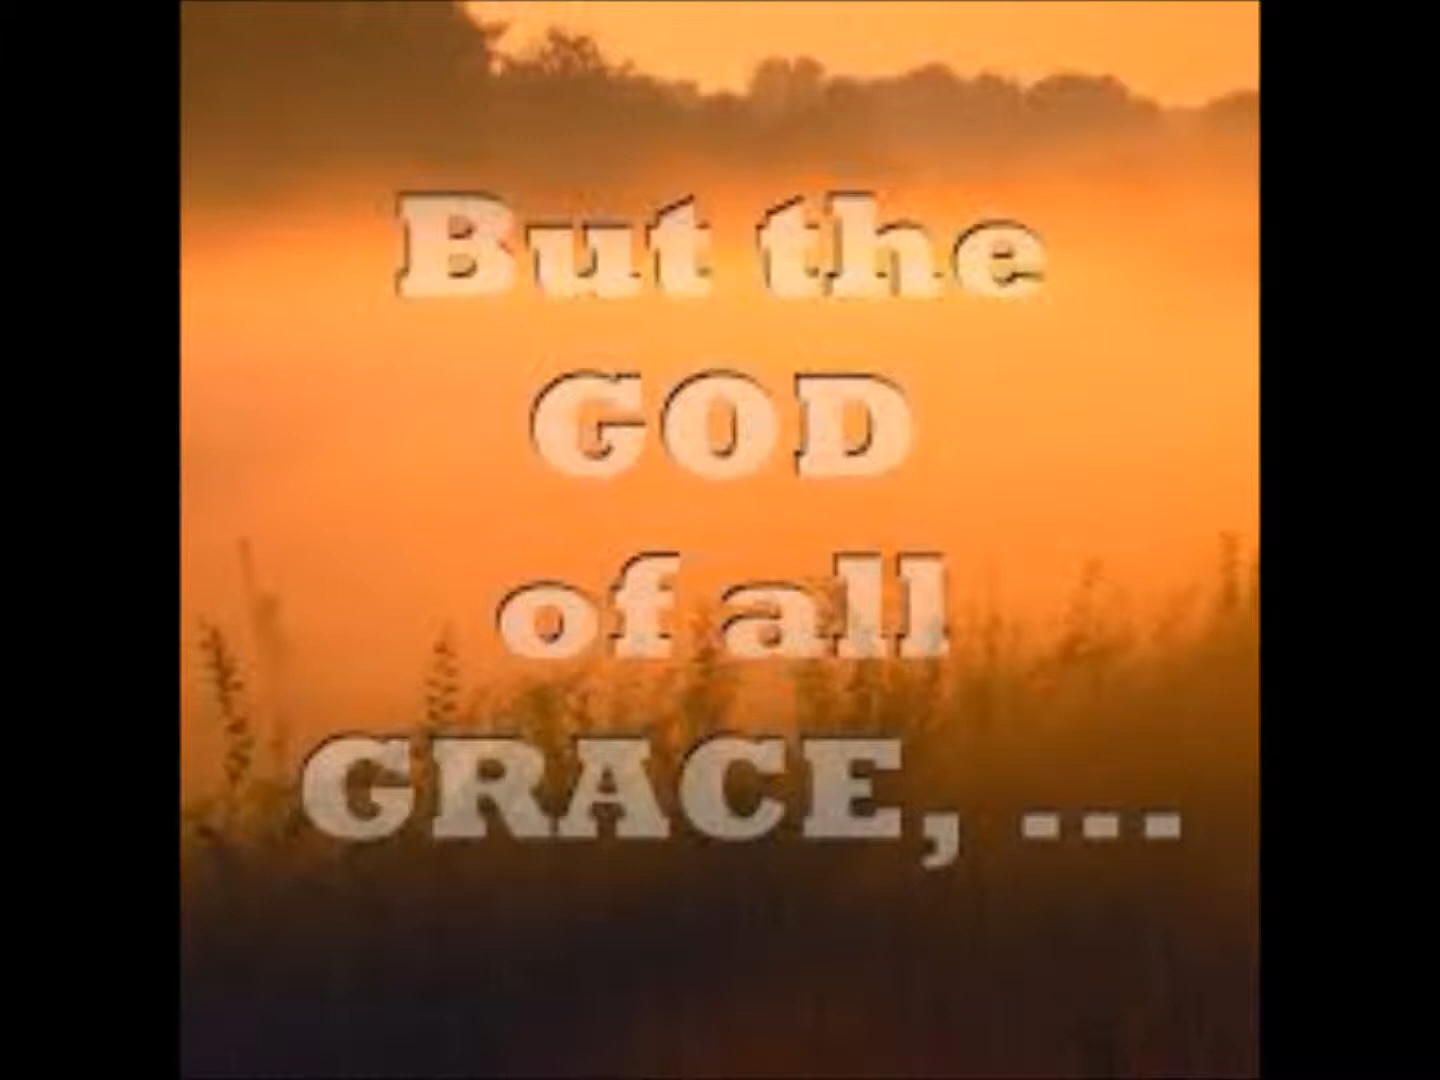 But the
GOD
of all
GRACE, ...